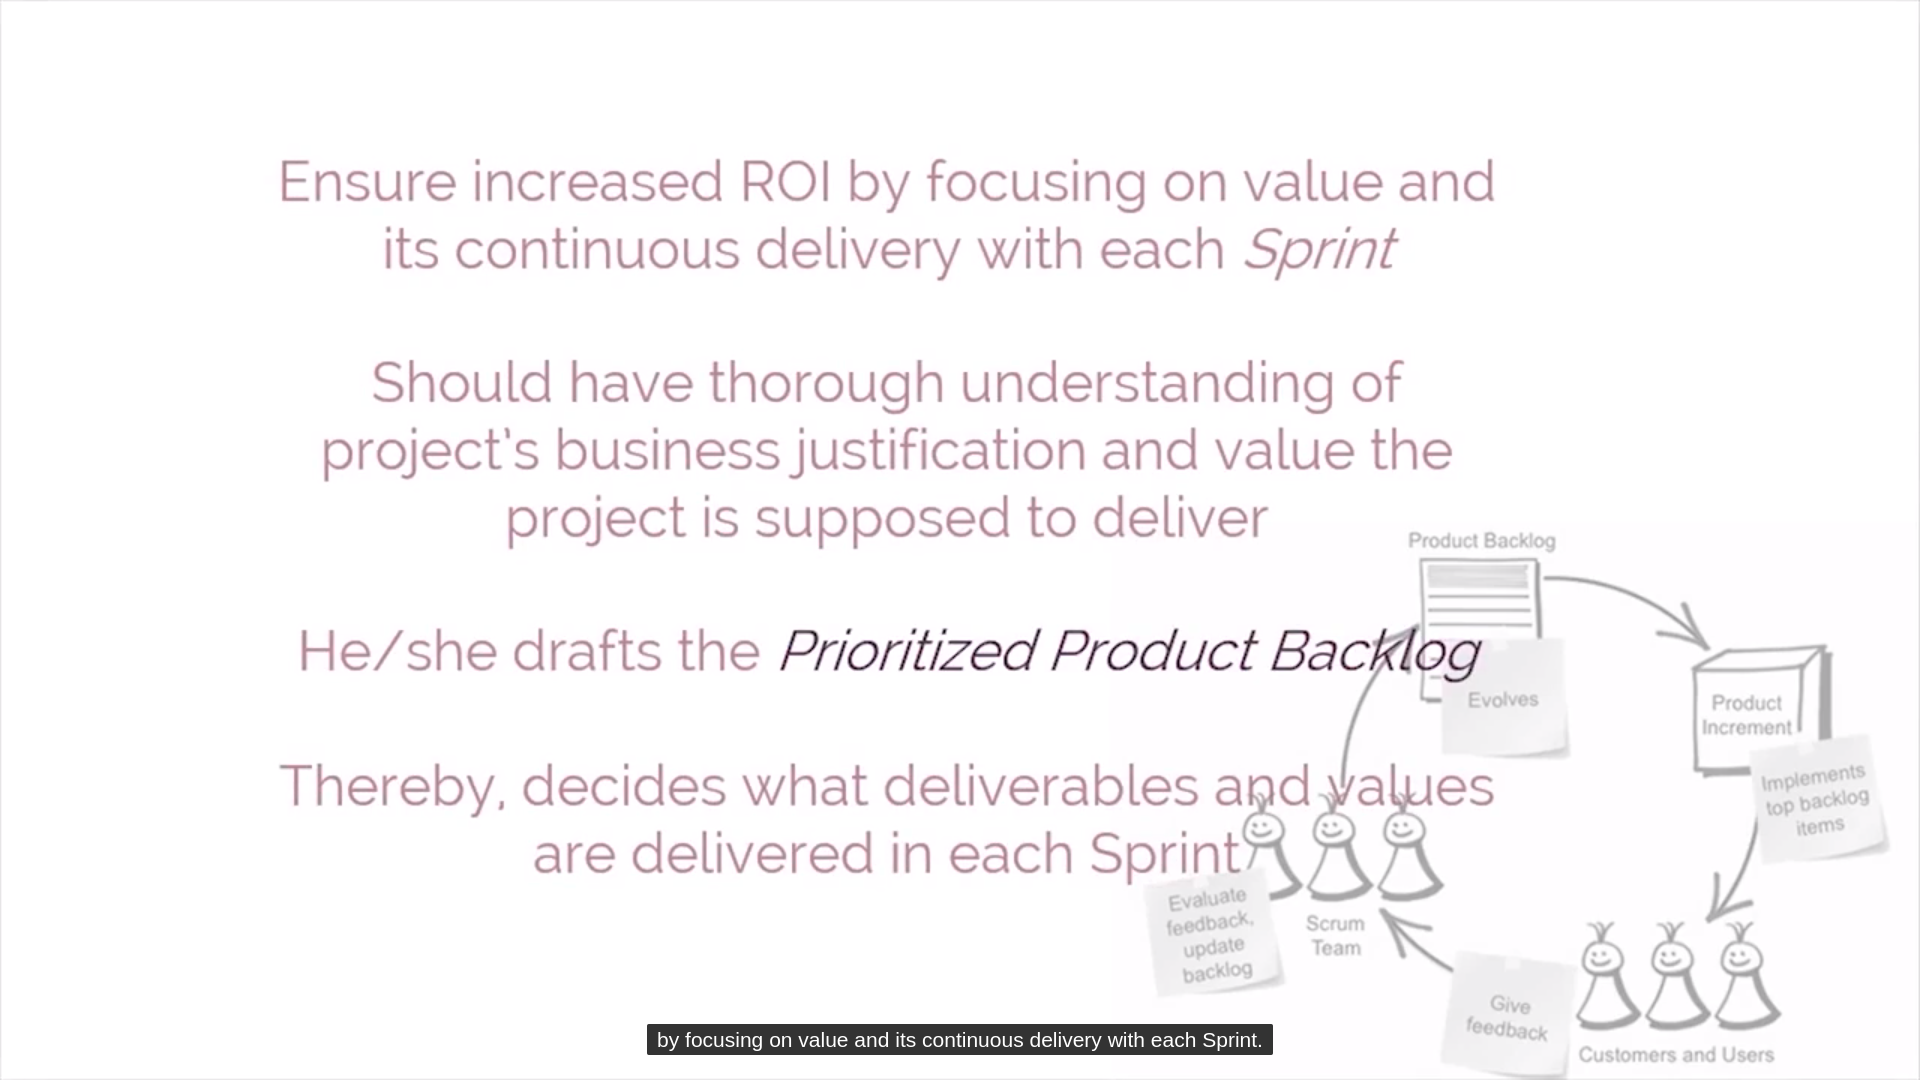 Ensure increased ROI by focusing on value and
its continuous delivery with each Sprint
Should have thorough understanding of
project's business justification and value the
project is supposed to deliver
He/she drafts the Prioritized Product Backlog
Thereby, decides what deliverables and values
are delivered in each Sprint
Product Backlog
Evolves
Product
Increment
Implements
top backlog
items
Evaluate
feedback,
update
backlog
Scrum
Team
Give
feedback
Customers and Users
by focusing on value and its continuous delivery with each Sprint.